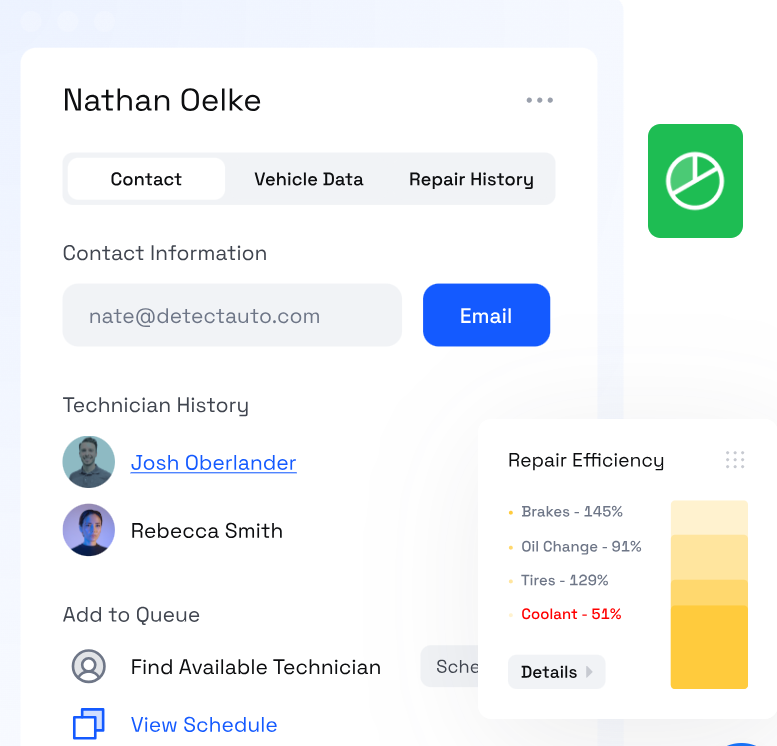 Nathan Oelke
Contact Vehicle Data Repair History
Contact Information
nate@detectauto.com Email
Technician History
Josh Oberlander
Rebecca Smith
Add to Queue
Find Available Technician Sche
View Schedule
Repair Efficiency
Brakes - 145%
Oil Change - 91%
Tires - 129%
Coolant - 51%
Details